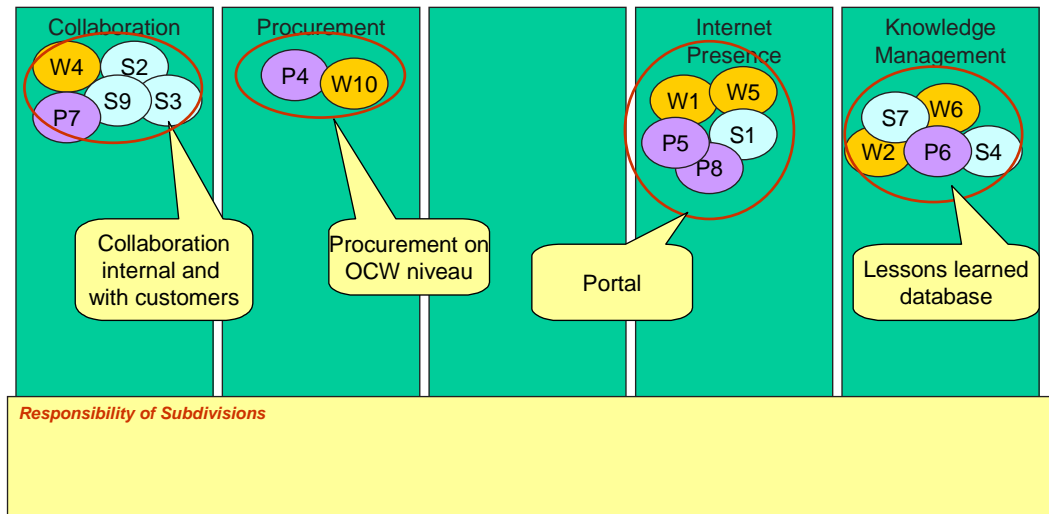 Collaboration
W4
S2
S9
S3
P7
Collaboration
internal and
with customers
Procurement
P4
W10
Procurement on
OCW niveau
Internet
Presence
W1
W5
P5
S1
P8
Portal
Knowledge
Management
S7
W6
W2
P6
S4
Lessons learned
database
Responsibility of Subdivisions